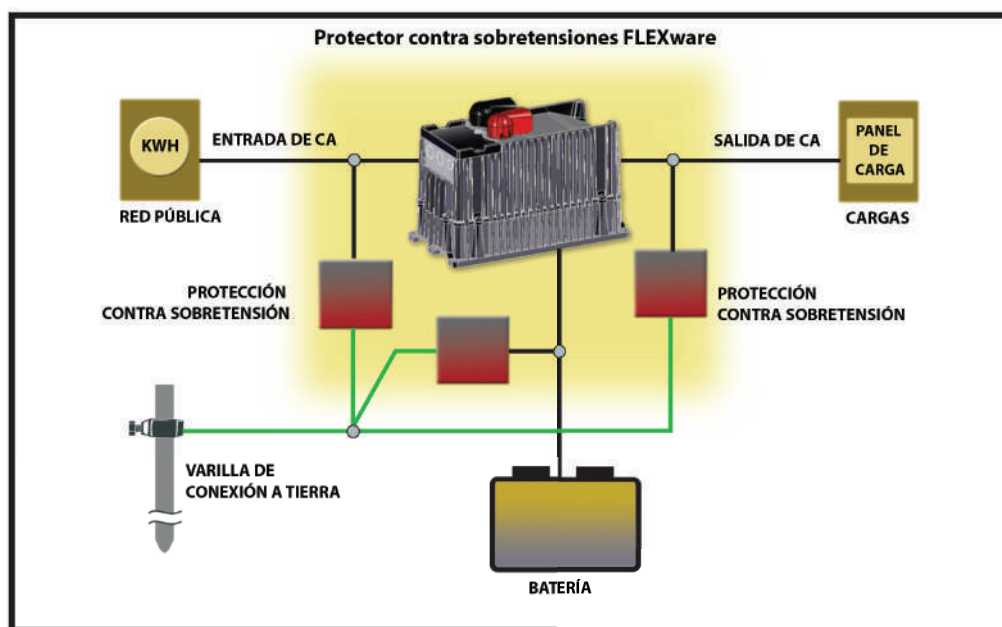 Protector contra sobretensiones FLEXware
KWH
ENTRADA DE CA
RED PÚBLICA
SALIDA DE CA
PANEL
DE
CARGA
CARGAS
PROTECCIÓN
CONTRA SOBRETENSIÓN
PROTECCIÓN
CONTRA SOBRETENSIÓN
VARILLA DE
CONEXIÓN A TIERRA
BATERÍA